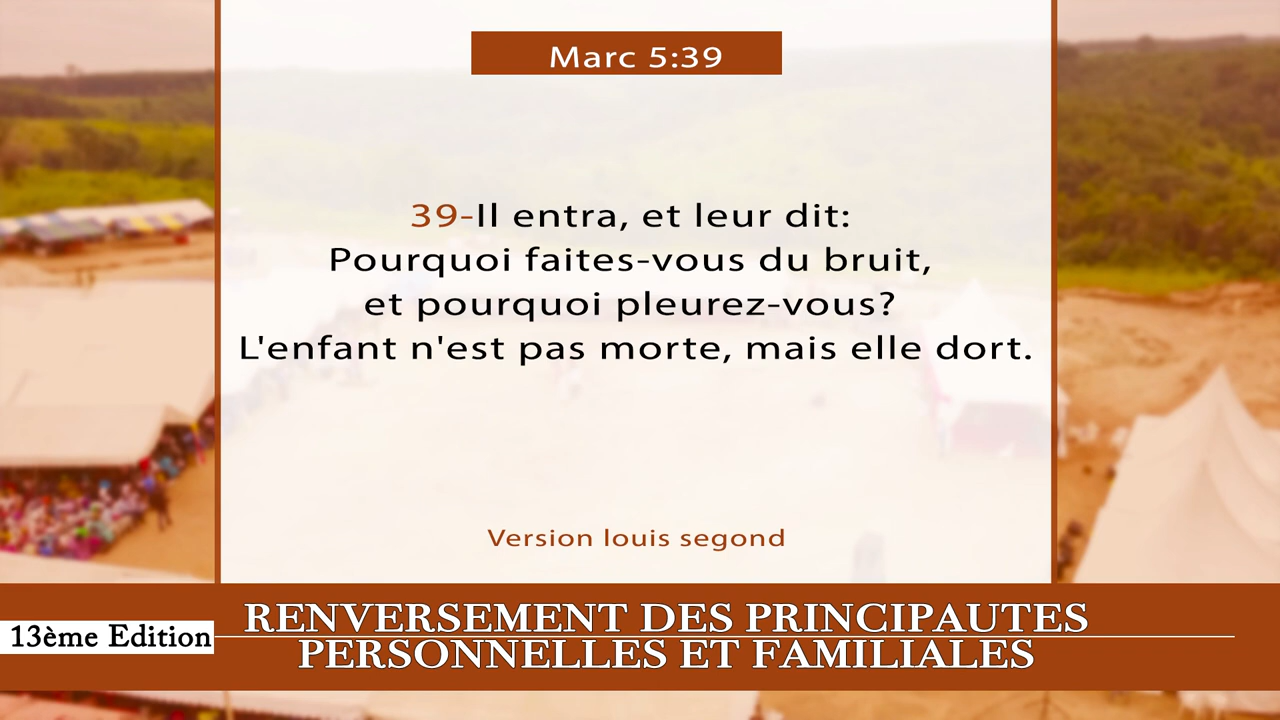 Marc 5:39
39-Il entra, et leur dit:
Pourquoi faites-vous du bruit,
et pourquoi pleurez-vous?
L'enfant n'est pas morte, mais elle dort.
Version louis segond
13ème Edition
RENVERSEMENT DES PRINCIPAUTES
PERSONNELLES ET FAMILIALES